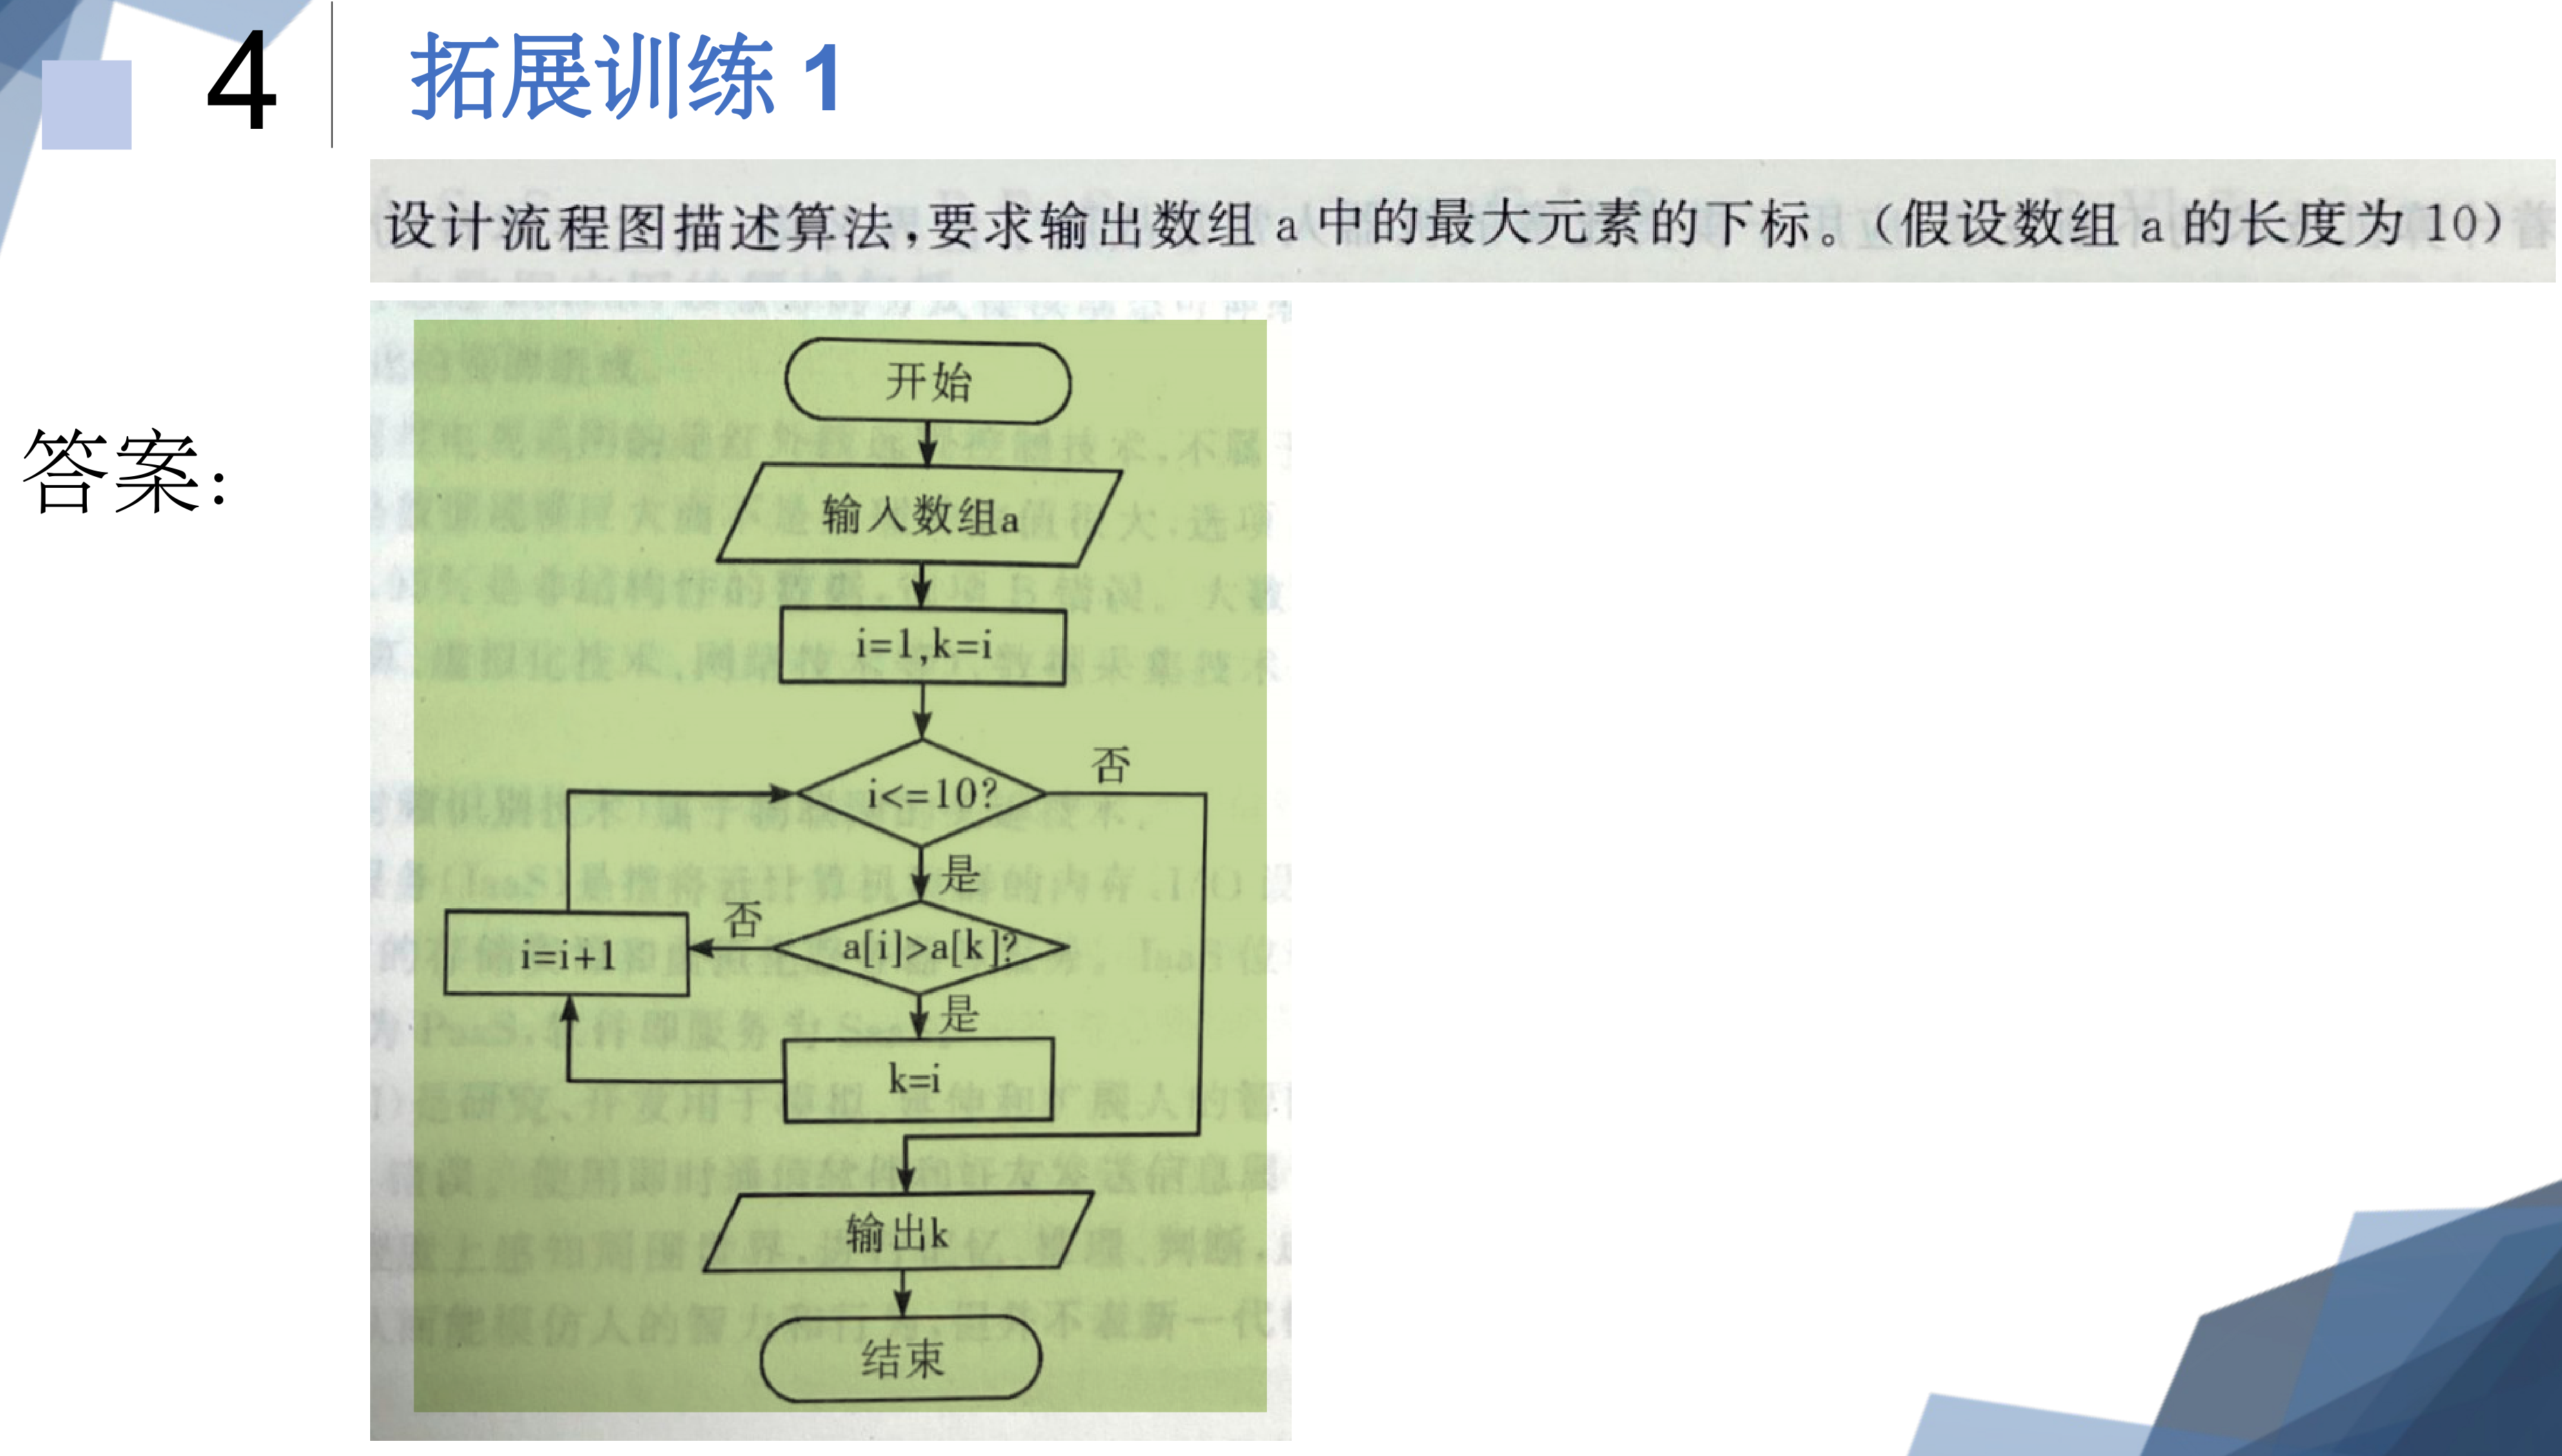 4
拓展训练 1
设计流程图描述算法,要求输出数组 a 中的最大元素的下标。(假设数组 a 的长度为 10)
答案:
开始
输入数组a
i=1,k=i
i<=10?
否
是
a[i]>a[k]?
否
i=i+1
是
k=i
输出k
结束